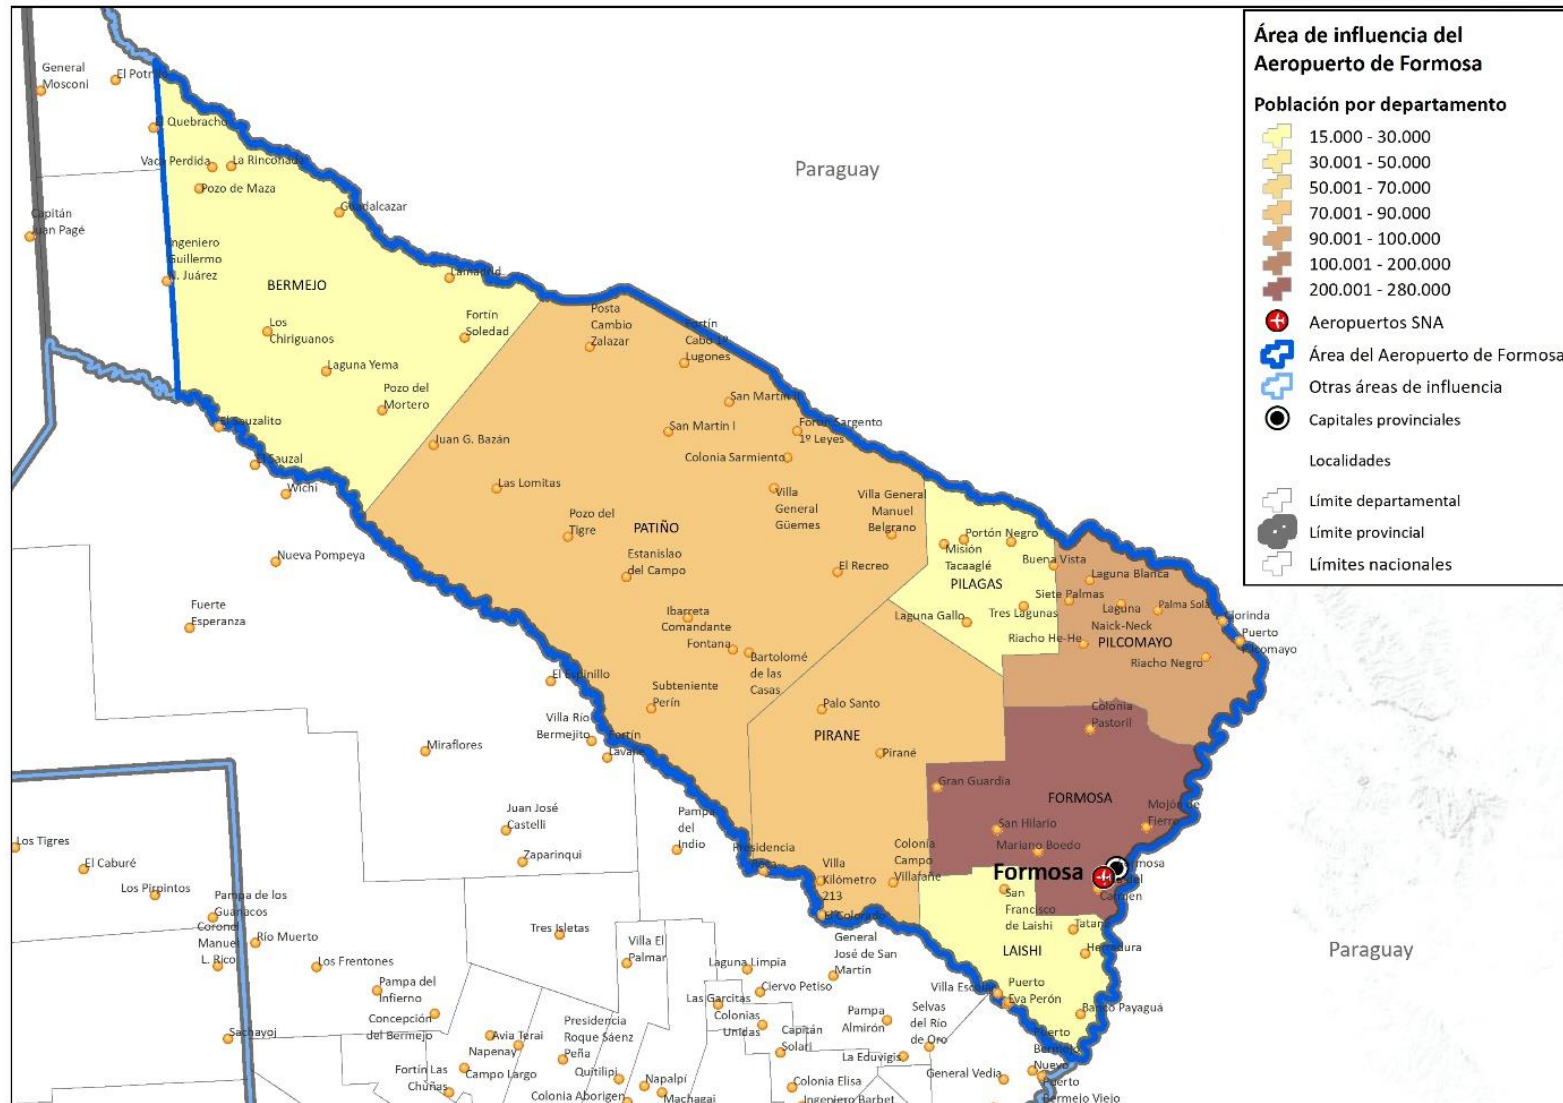 Área de influencia del
Aeropuerto de Formosa
Población por departamento
15.000 - 30.000
30.001 - 50.000
50.001 - 70.000
70.001 - 90.000
90.001 - 100.000
100.001 - 200.000
200.001 - 280.000
Aeropuertos SNA
Área del Aeropuerto de Formosa
Otras áreas de influencia
Capitales provinciales
Localidades
Límite departamental
Límite provincial
Límites nacionales
General
Mosconi
El Potrillo
El Quebracho
Vaca Perdida
La Rinconada
Pozo de Maza
Guadalcazar
Capitán
Juan Pagé
Ingeniero
Guillermo
N. Juárez
BERMEJO
Lamadrid
Los
Chiriguanos
Fortín
Soledad
Laguna Yema
Pozo del
Mortero
El Sauzalito
El Sauzal
Wichi
Nueva Pompeya
Fuerte
Esperanza
Paraguay
Posta
Cambio
Zalazar
Fortín
Cabo 1º
Lugones
San Martín II
San Martín I
Fortín Sargento
1º Leyes
Colonia Sarmiento
Juan G. Bazán
Las Lomitas
Villa
General
Güemes
Villa General
Manuel
Belgrano
Pozo del
Tigre
PATIÑO
Estanislao
del Campo
El Recreo
Ibarreta
Comandante
Fontana
Bartolomé
de las
Casas
Subteniente
Perín
El Espinillo
Villa Río
Bermejito
Fortín
Lavalle
Miraflores
Portón Negro
Misión
Tacaaglé
PILAGAS
Buena Vista
Laguna Blanca
Siete Palmas
Tres Lagunas
Laguna Gallo
Laguna
Naick-Neck
Palma Sola
Clorinda
Puerto
Pilcomayo
Riacho He-He
PILCOMAYO
Riacho Negro
Palo Santo
PIRANE
Pirané
Colonia
Pastoril
Gran Guardia
FORMOSA
San Hilario
Mojón de
Fierro
Mariano Boedo
Formosa
Formosa
del
Carmen
Juan José
Castelli
Zaparinqui
Pampa
del
Indio
Presidencia
Roca
Villa
Kilómetro
213
Colonia
Campo
Villafañe
El Colorado
San
Francisco
de Laishi
Tatané
LAISHI
Herradura
Puerto
Eva Perón
Villa Escolar
Banco Payaguá
Paraguay
Los Tigres
El Caburé
Los Pirpintos
Pampa de los
Guanacos
Coronel
Manuel
L. Rico
Río Muerto
Los Frentones
Pampa del
Infierno
Concepción
del Bermejo
Sachayoj
Tres Isletas
Villa El
Palmar
Laguna Limpia
General
José de San
Martín
Ciervo Petiso
Las Garcitas
Colonias
Unidas
Pampa
Almirón
Selvas
del Río
de Oro
Capitán
Solari
La Eduvigis
Avia Terai
Napenay
Campo Largo
Presidencia
Roque Sáenz
Peña
Fortín Las
Chuñas
Quitilipi
Napalpí
Machagai
Colonia Aborigen
Colonia Elisa
Ingeniero Barbet
General Vedia
Puerto
Bermejo
Nuevo
Puerto
Bermejo Viejo